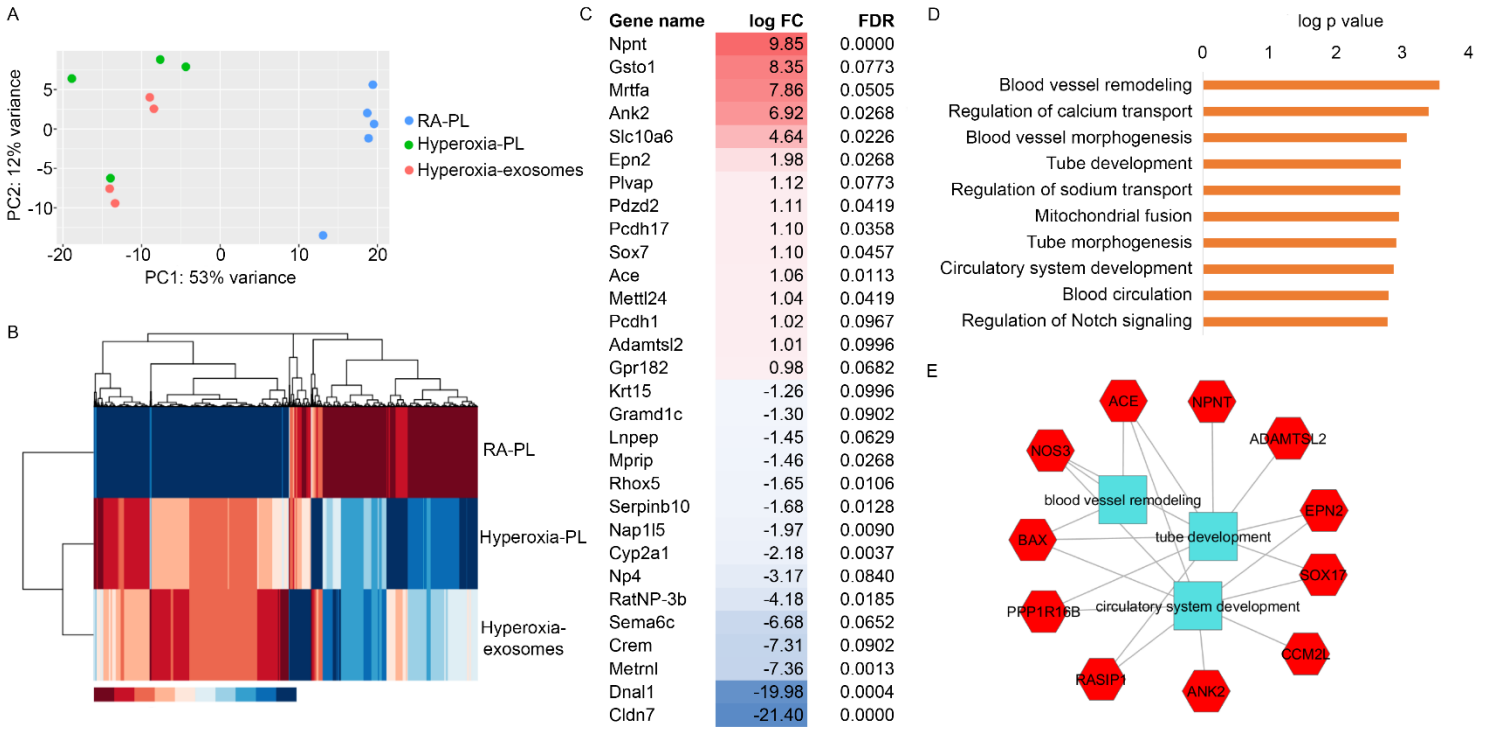 A
PC2: 12% variance
5
0
-5
-10
-20
-10
0
10
20
PC1: 53% variance
RA-PL
Hyperoxia-PL
Hyperoxia-exosomes
B
RA-PL
Hyperoxia-PL
Hyperoxia-
exosomes
C
Gene name log FC FDR
Npnt 9.85 0.0000
Gsto1 8.35 0.0773
Mrtfa 7.86 0.0505
Ank2 6.92 0.0268
Slc10a6 4.64 0.0226
Epn2 1.98 0.0268
Plvap 1.12 0.0773
Pdzd2 1.11 0.0419
Pcdh17 1.10 0.0358
Sox7 1.10 0.0457
Ace 1.06 0.0113
Mettl24 1.04 0.0419
Pcdh1 1.02 0.0967
Adamtsl2 1.01 0.0996
Gpr182 0.98 0.0682
Krt15 -1.26 0.0996
Gramd1c -1.30 0.0902
Lnpep -1.45 0.0629
Mprip -1.46 0.0268
Rhox5 -1.65 0.0106
Serpinb10 -1.68 0.0128
Nap1l5 -1.97 0.0090
Cyp2a1 -2.18 0.0037
Np4 -3.17 0.0840
RatNP-3b -4.18 0.0185
Sema6c -6.68 0.0652
Crem -7.31 0.0902
Metrnl -7.36 0.0013
Dnal1 -19.98 0.0004
Cldn7 -21.40 0.0000
D
log p value
0 1 2 3 4
Blood vessel remodeling
Regulation of calcium transport
Blood vessel morphogenesis
Tube development
Regulation of sodium transport
Mitochondrial fusion
Tube morphogenesis
Circulatory system development
Blood circulation
Regulation of Notch signaling
E
ACE
NPNT
ADAMTSL2
NOS3
blood vessel remodeling
EPN2
BAX
tube development
SOX17
PPP1R16B
circulatory system development
CCM2L
RASIP1
ANK2